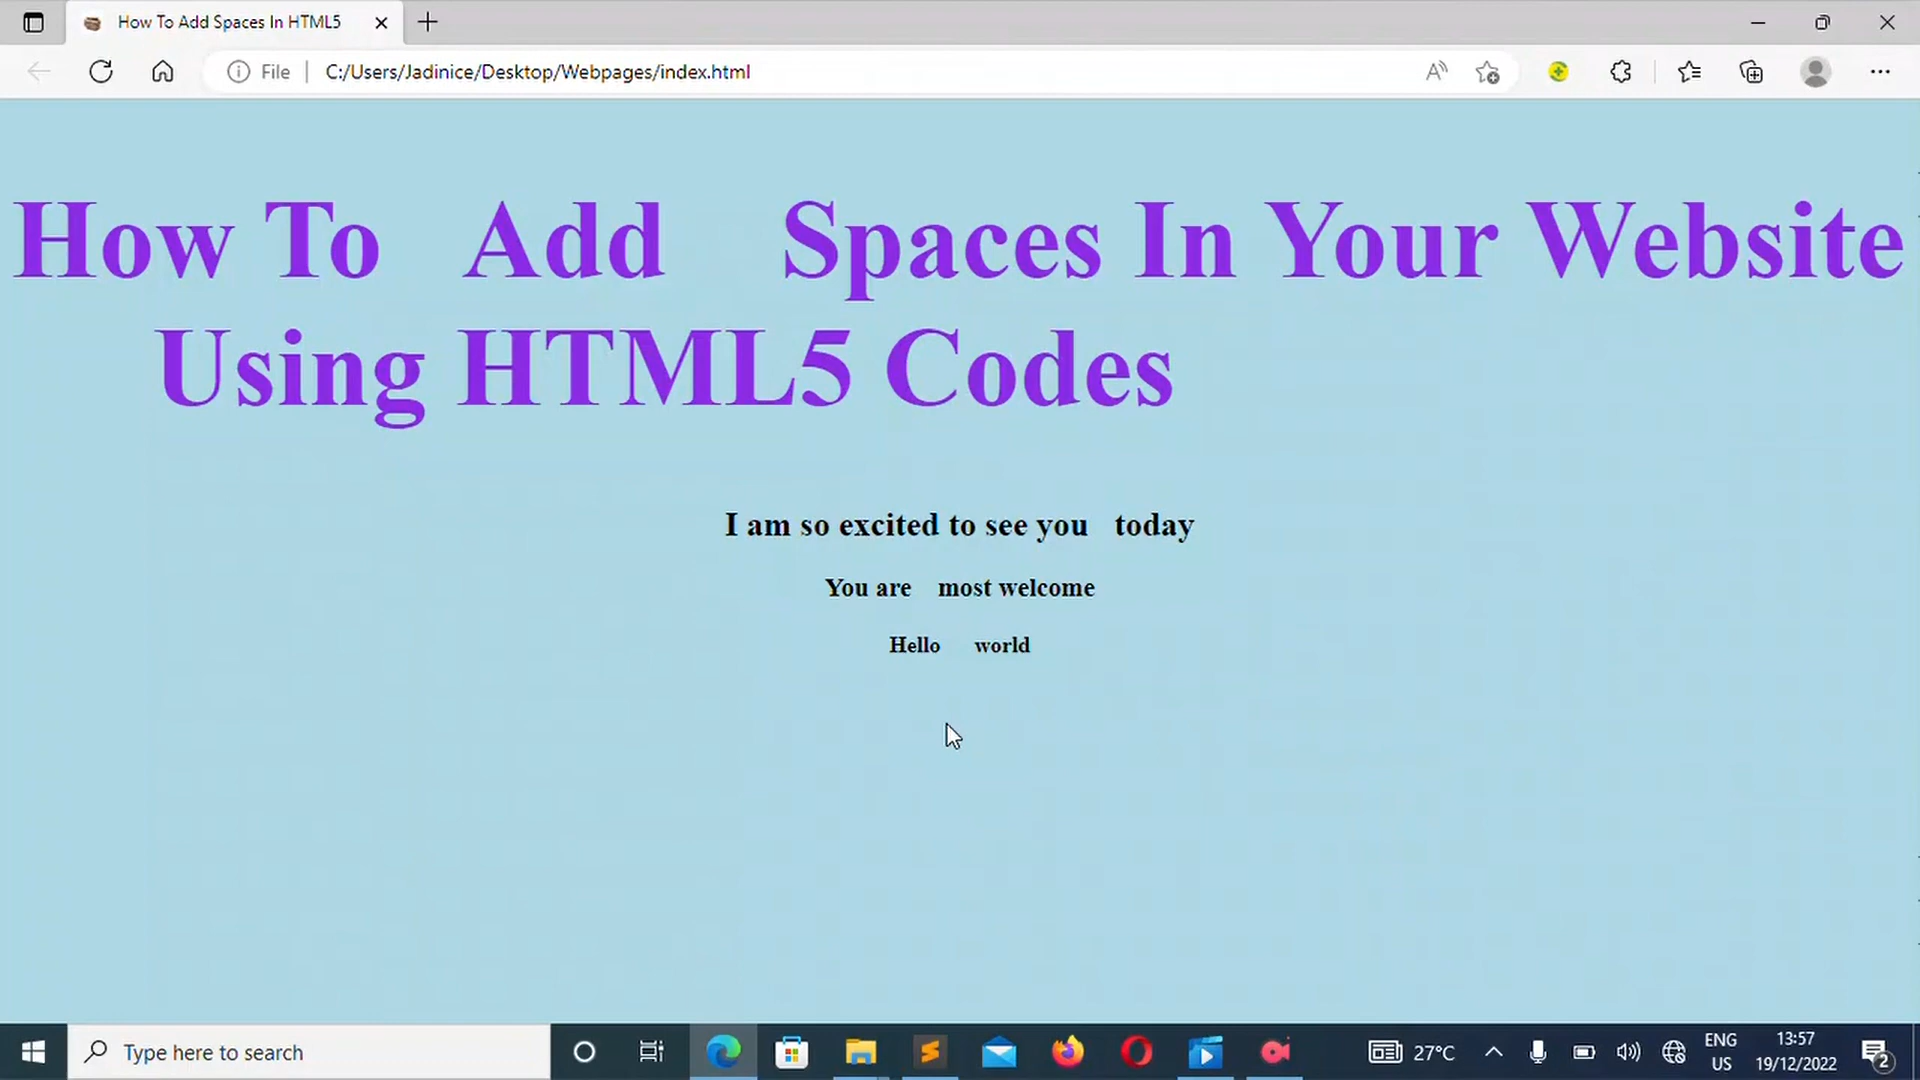 How To Add Spaces In HTML5
File
C:/Users/Jadinice/Desktop/Webpages/index.html
How To   Add    Spaces In Your Website
Using HTML5 Codes
I am so excited to see you   today
You are    most welcome
Hello      world
Type here to search
27°C
ENG
US
13:57
19/12/2022
2